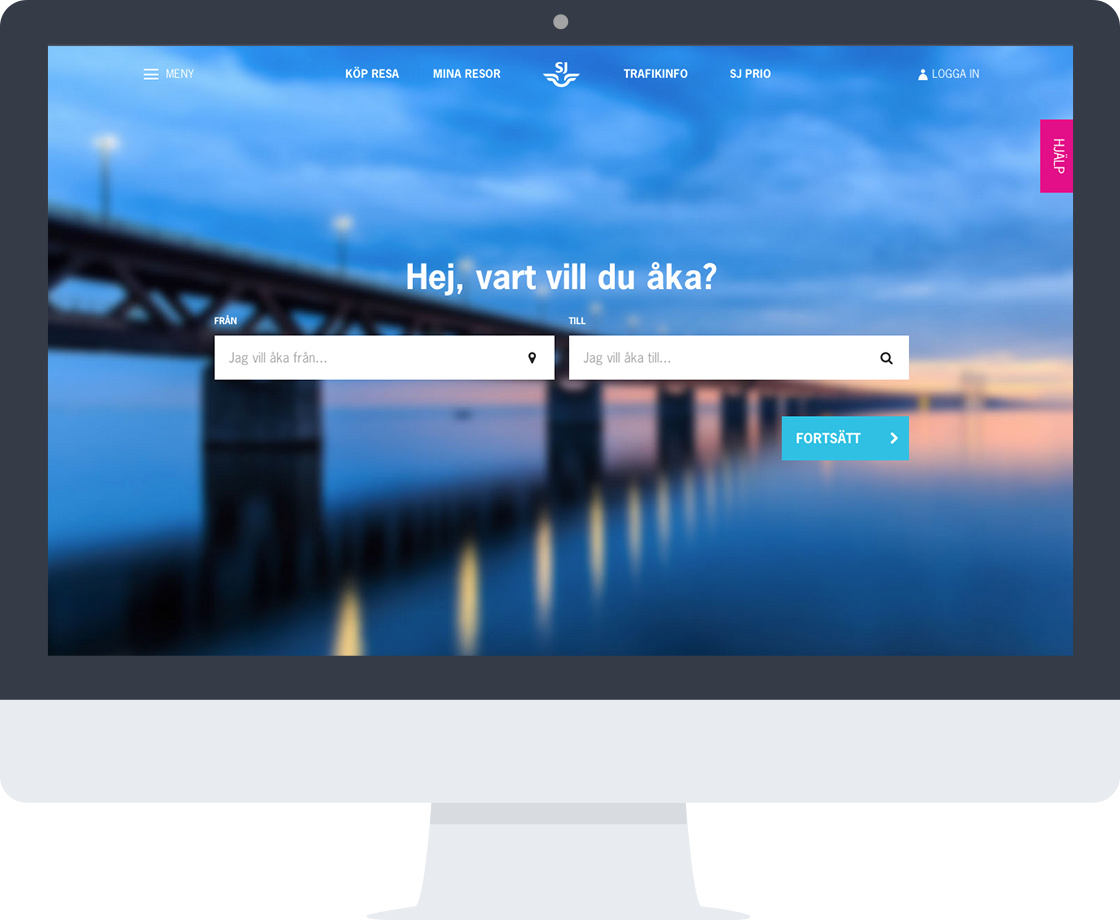 MENY
KÖP RESA
MINA RESOR
SJ
TRAFIKINFO
SJ PRIO
LOGGA IN
HJÄLP
Hej, vart vill du åka?
FRÅN
TILL
Jag vill åka från...
Jag vill åka till...
FORTSÄTT